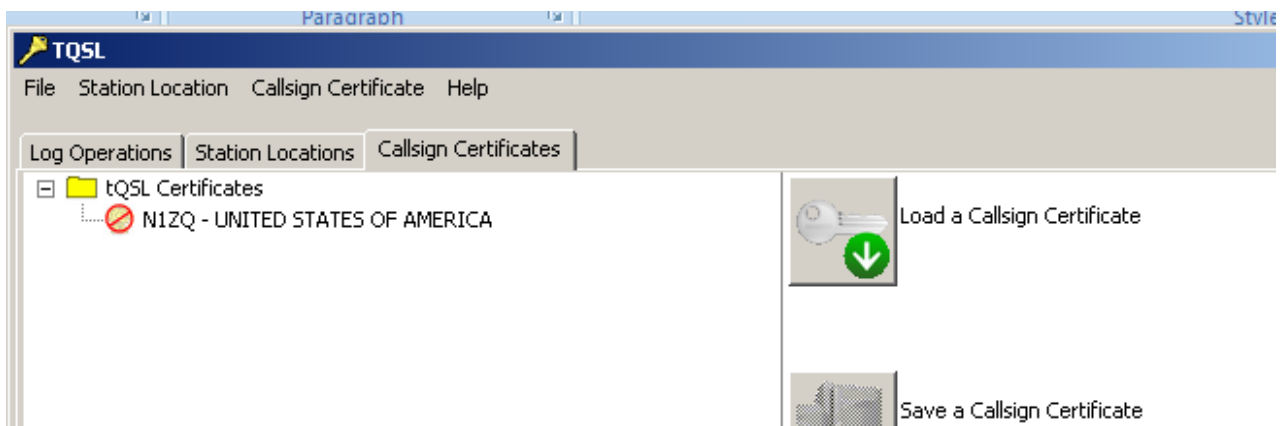 Paragraph
Style
TQSL
File Station Location Callsign Certificate Help
Log Operations Station Locations Callsign Certificates
tQSL Certificates
N1ZQ - UNITED STATES OF AMERICA
Load a Callsign Certificate
Save a Callsign Certificate